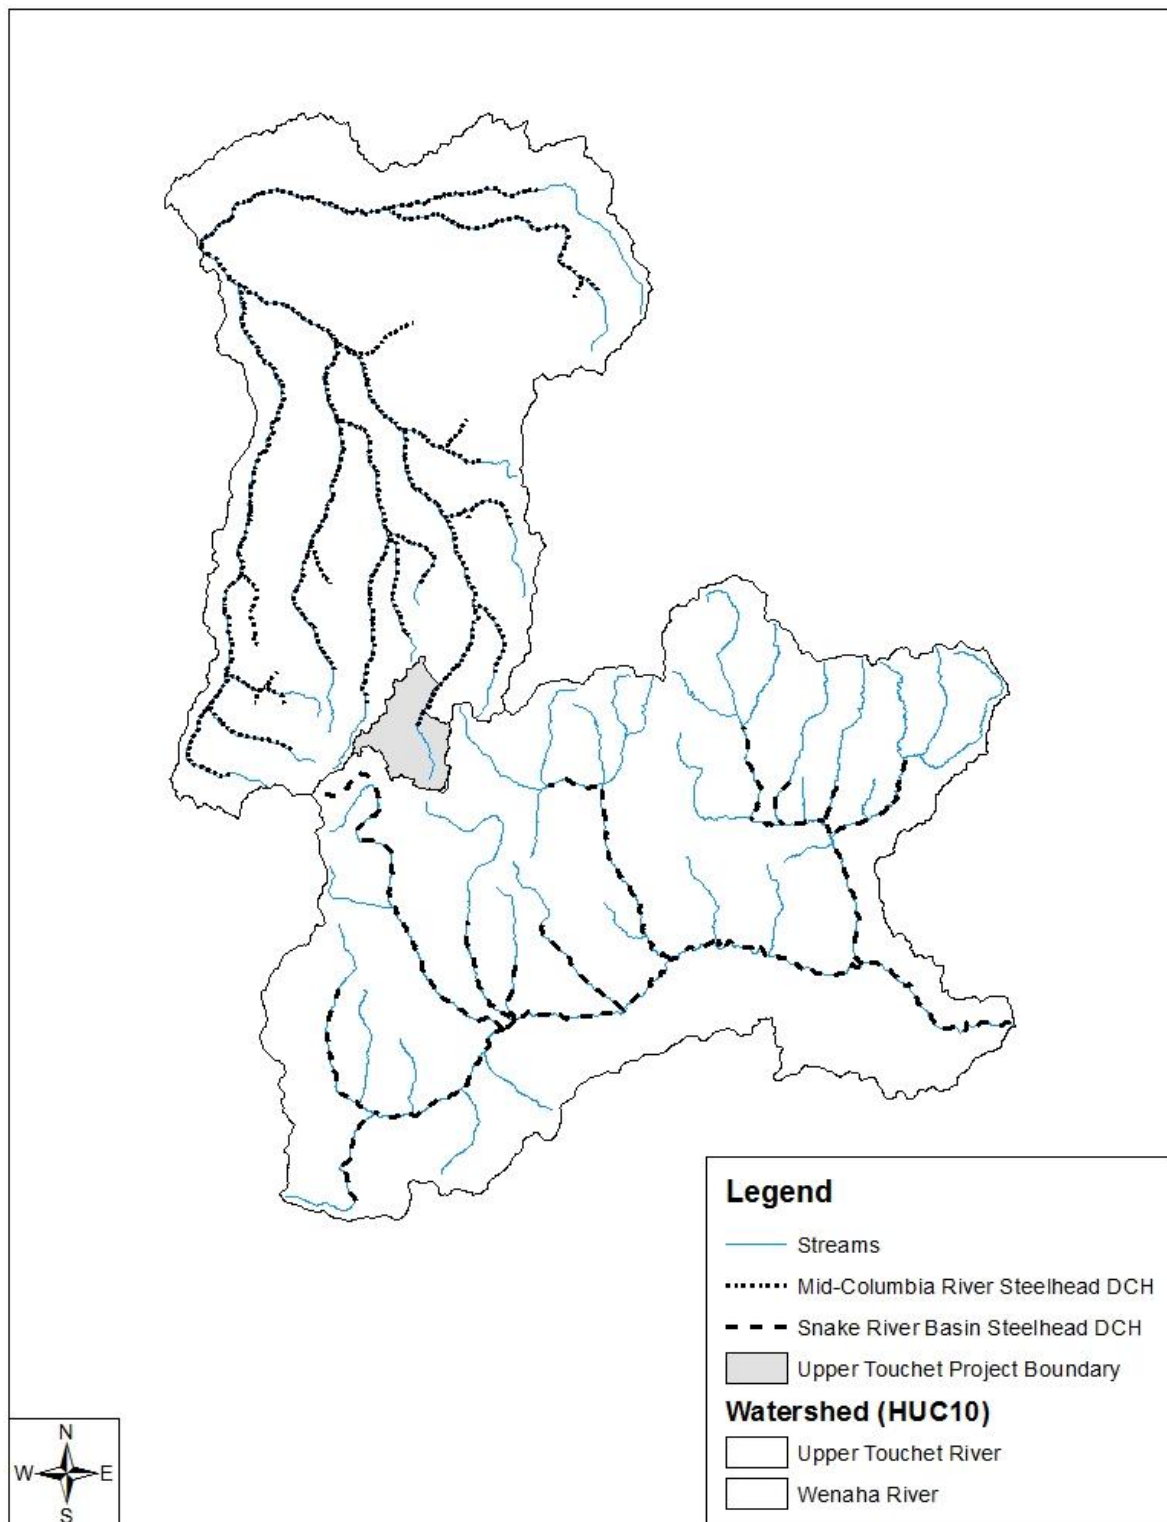 Legend
Streams
Mid-Columbia River Steelhead DCH
Snake River Basin Steelhead DCH
Upper Touchet Project Boundary
Watershed (HUC10)
Upper Touchet River
Wenaha River
N
W E
S